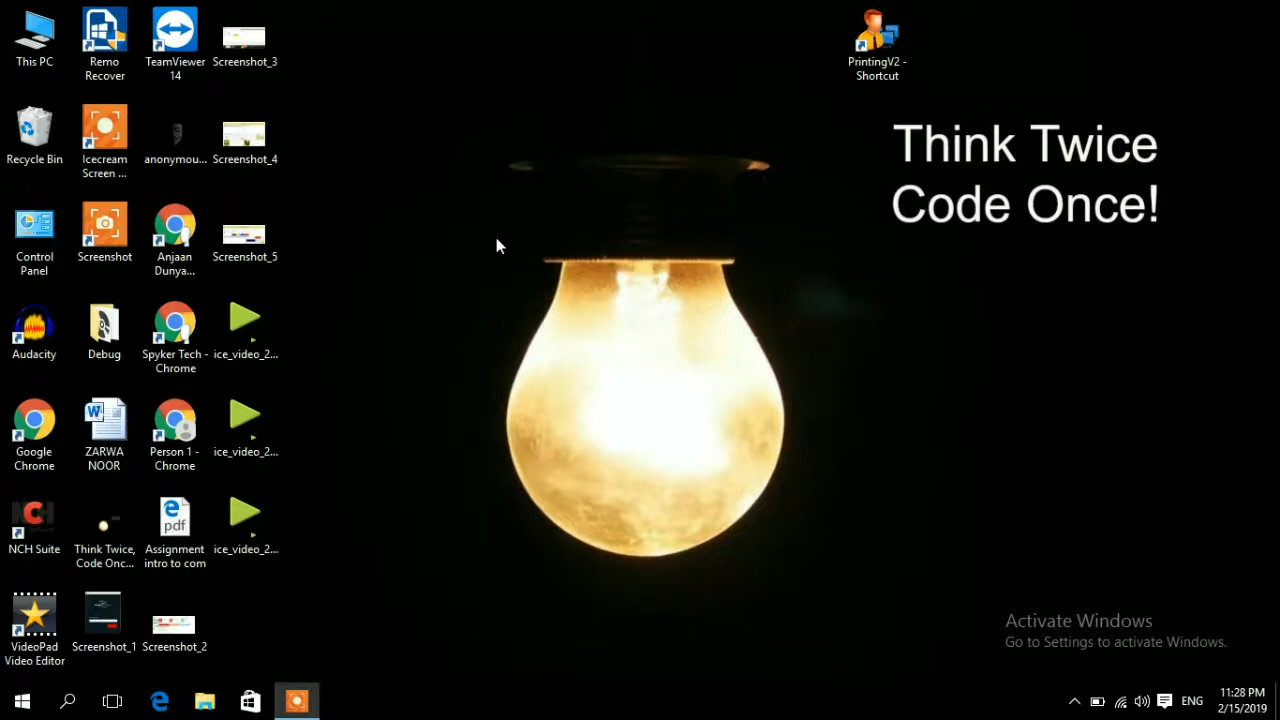 This PC
Remo
Recover
TeamViewer
14
Screenshot_3
Recycle Bin
Icecream
Screen ...
anonymou...
Screenshot_4
Control
Panel
Screenshot
Anjaan
Dunya...
Screenshot_5
Audacity
Debug
Spyker Tech -
Chrome
ice_video_2...
Google
Chrome
ZARWA
NOOR
Person 1 -
Chrome
ice_video_2...
NCH Suite
Think Twice,
Code Onc...
pdf
Assignment
intro to com
ice_video_2...
VideoPad
Video Editor
Screenshot_1
Screenshot_2
PrintingV2 -
Shortcut
Think Twice
Code Once!
Activate Windows
Go to Settings to activate Windows.
ENG
11:28 PM
2/15/2019